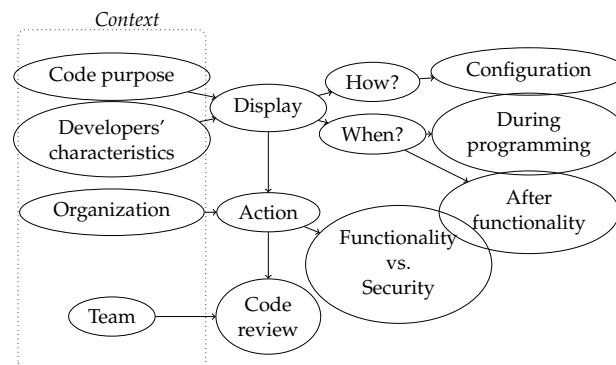 Context
Code purpose
Developers'
characteristics
Organization
Team
Display
Action
Code
review
How?
When?
Configuration
During
programming
After
functionality
Functionality
vs.
Security